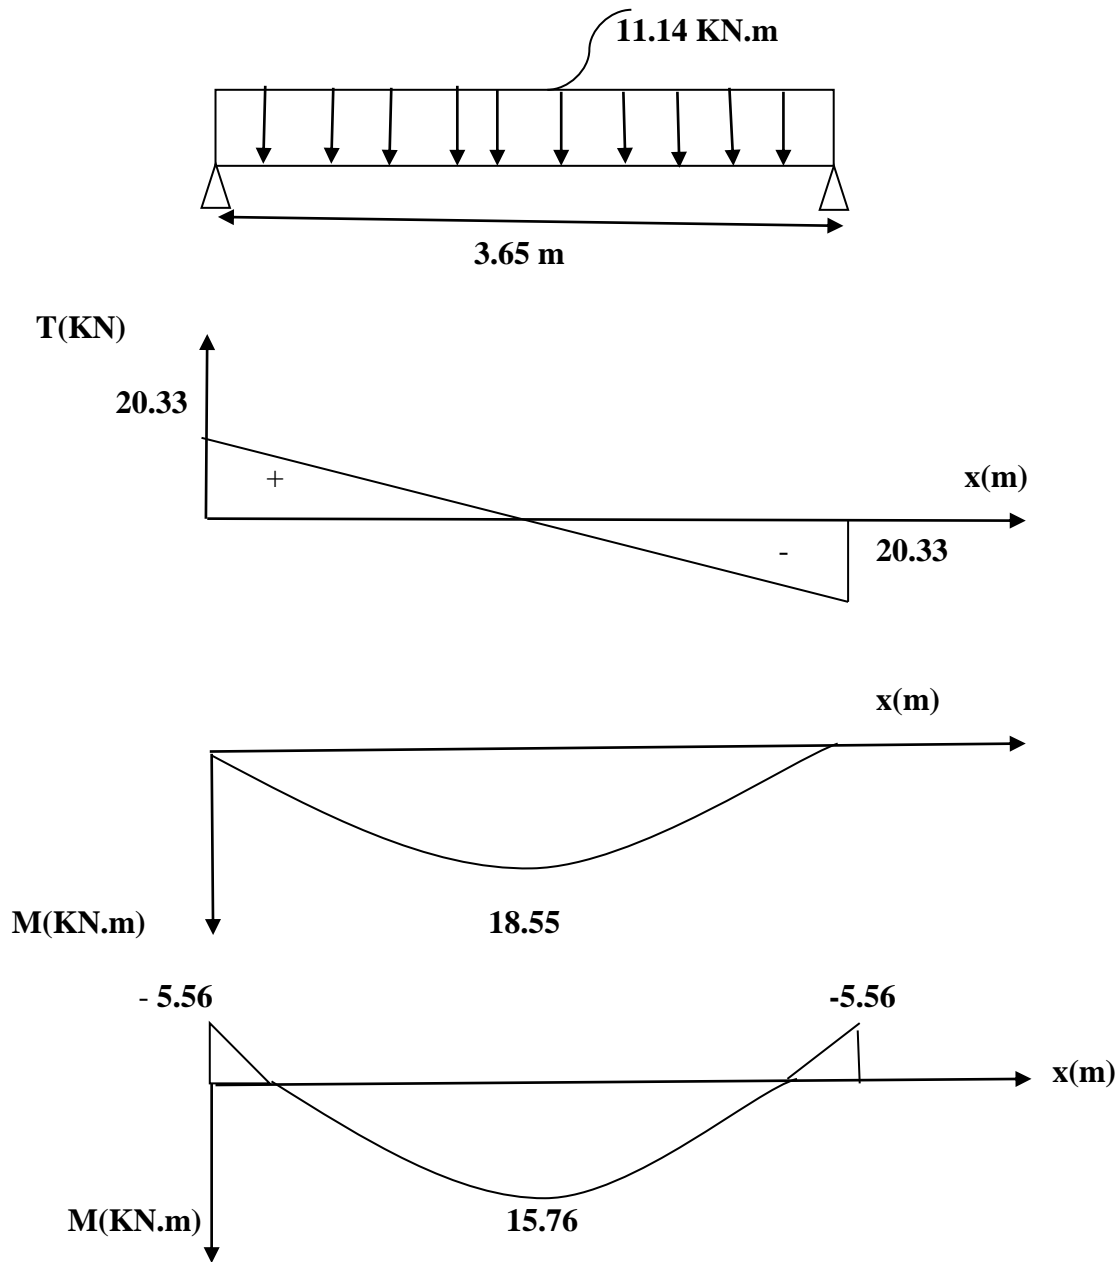 11.14 KN.m
3.65 m
T(KN)
20.33
+
x(m)
-
20.33
x(m)
M(KN.m)
18.55
- 5.56
-5.56
x(m)
M(KN.m)
15.76